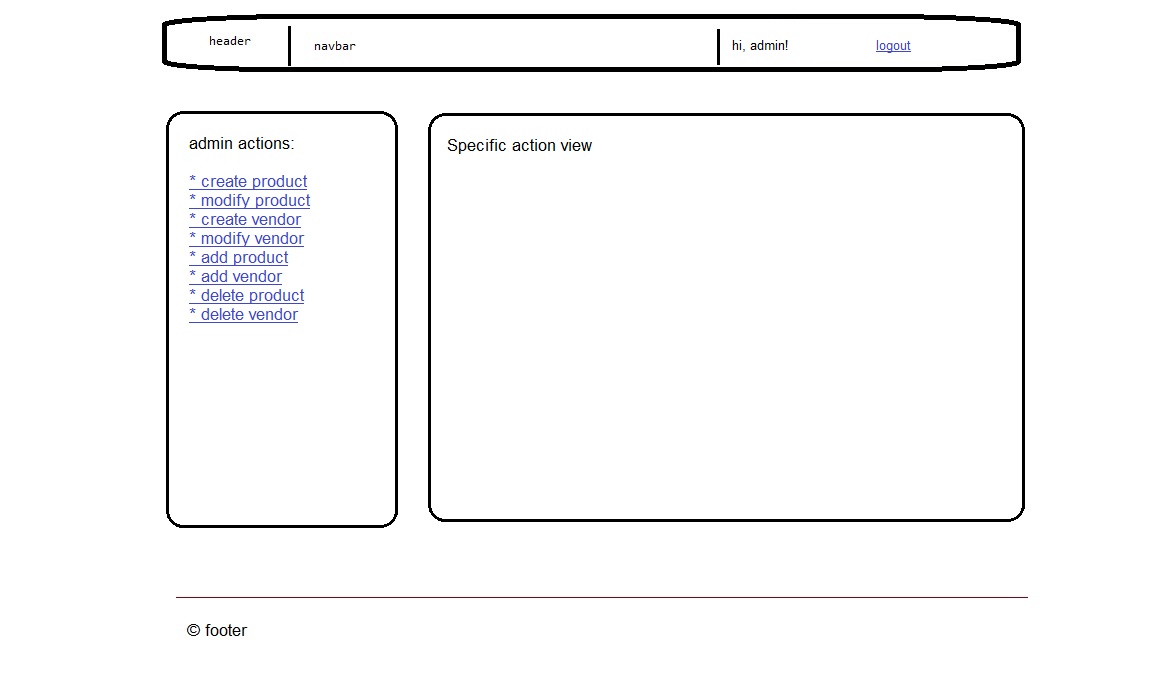 header
navbar
hi, admin!
logout
admin actions:
* create product
* modify product
* create vendor
* modify vendor
* add product
* add vendor
* delete product
* delete vendor
Specific action view
© footer